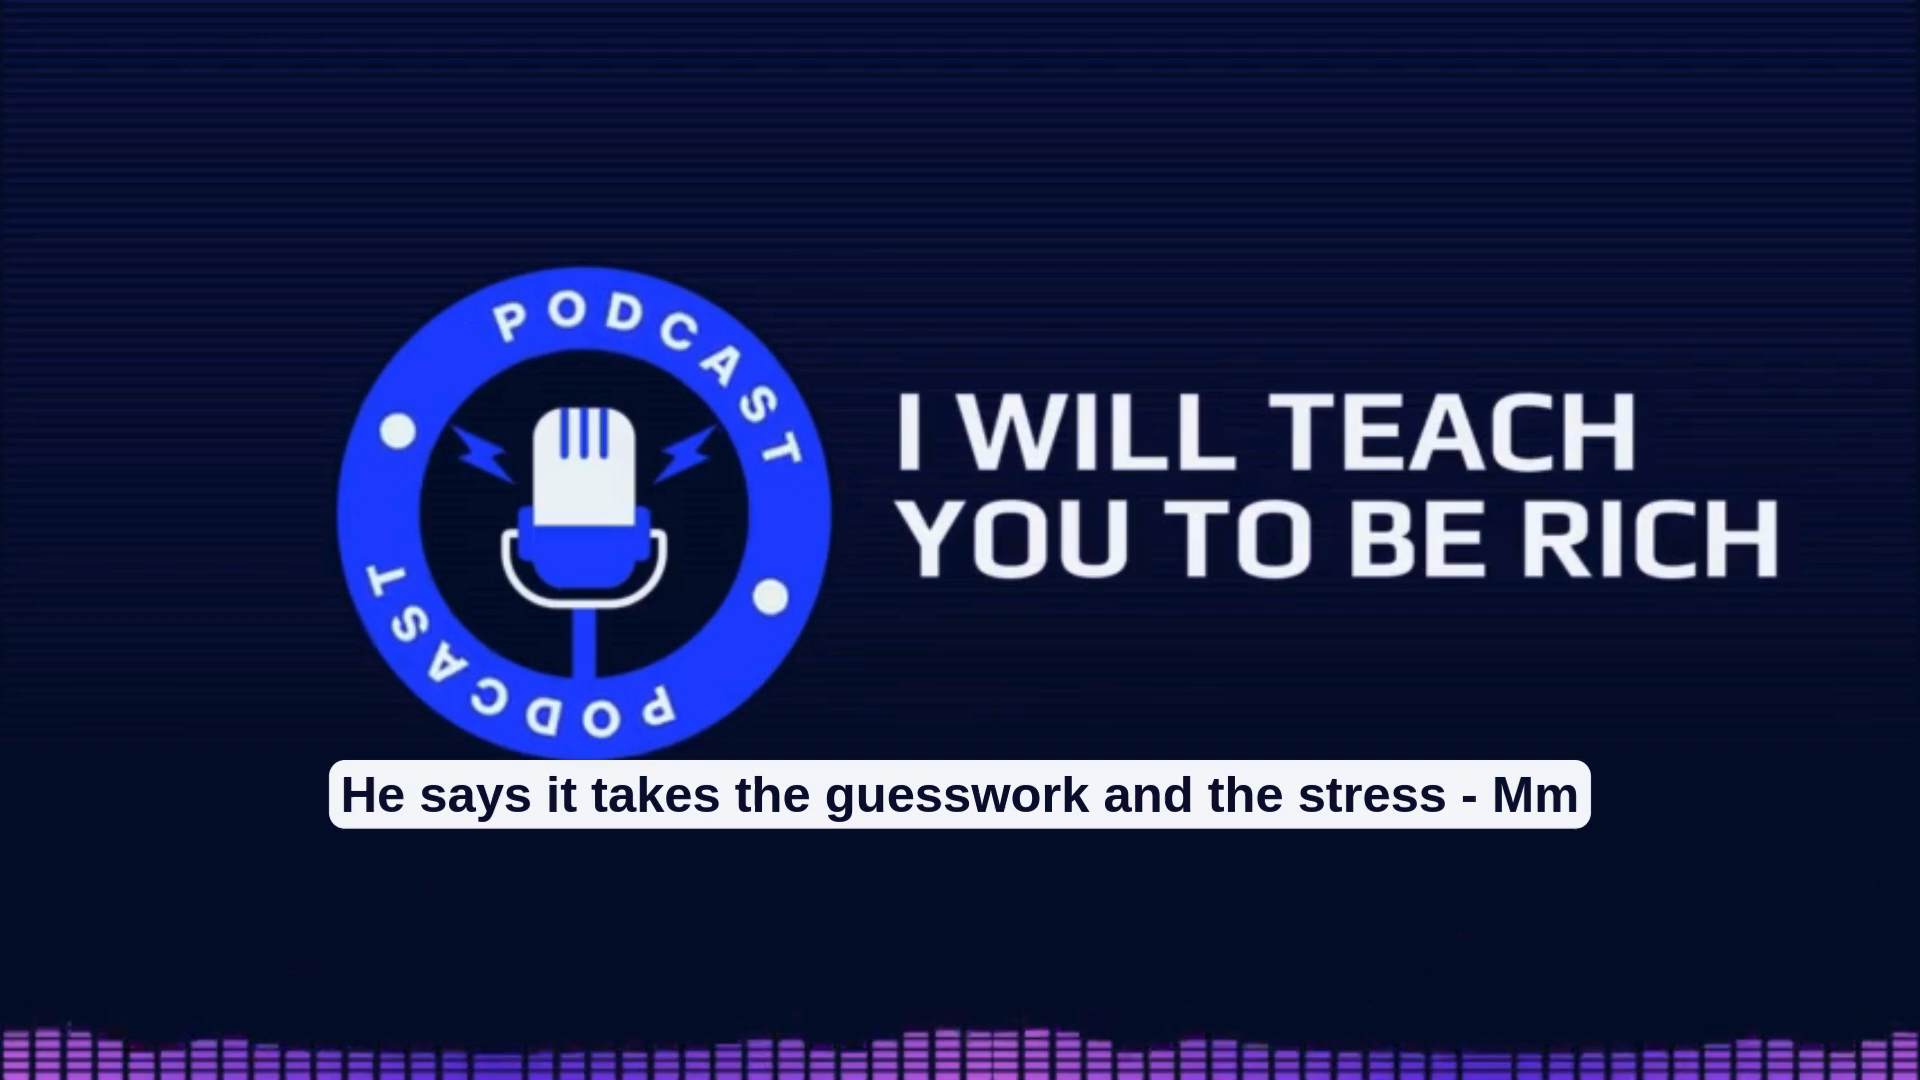 PODCAST
I WILL TEACH
YOU TO BE RICH
PODCAST
He says it takes the guesswork and the stress - Mm